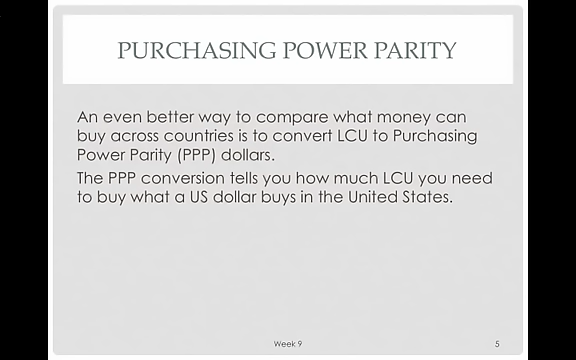 PURCHASING POWER PARITY
An even better way to compare what money can
buy across countries is to convert LCU to Purchasing
Power Parity (PPP) dollars.
The PPP conversion tells you how much LCU you need
to buy what a US dollar buys in the United States.
Week 9
5